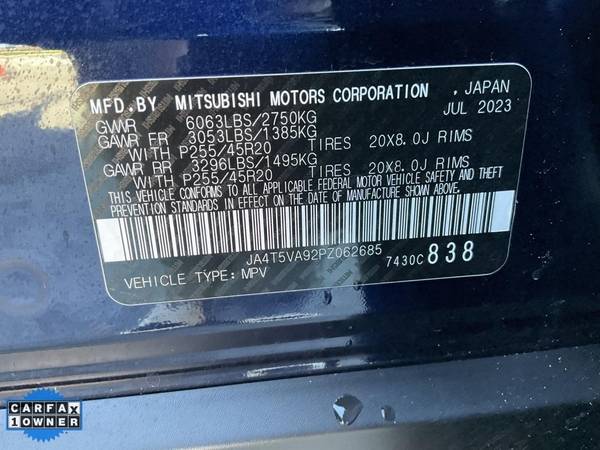 MFD.BY MITSUBISHI MOTORS CORPORATION , JAPAN
GVWR 6063LBS/2750KG JUL 2023
GAWR FR 3053LBS/1385KG
WITH P255/45R20 TIRES 20X8.0J RIMS
GAWR RR 3296LBS/1495KG
WITH P255/45R20 TIRES 20X8.0J RIMS
THIS VEHICLE CONFORMS TO ALL APPLICABLE FEDERAL MOTOR VEHICLE SAFETY AND THEFT
PREVENTION STANDARDS IN EFFECT ON THE DATE OF MANUFACTURE SHOWN ABOVE.
JA4T5VA92PZ062685 7430C 838
VEHICLE TYPE: MPV
CARFAX
1 OWNER